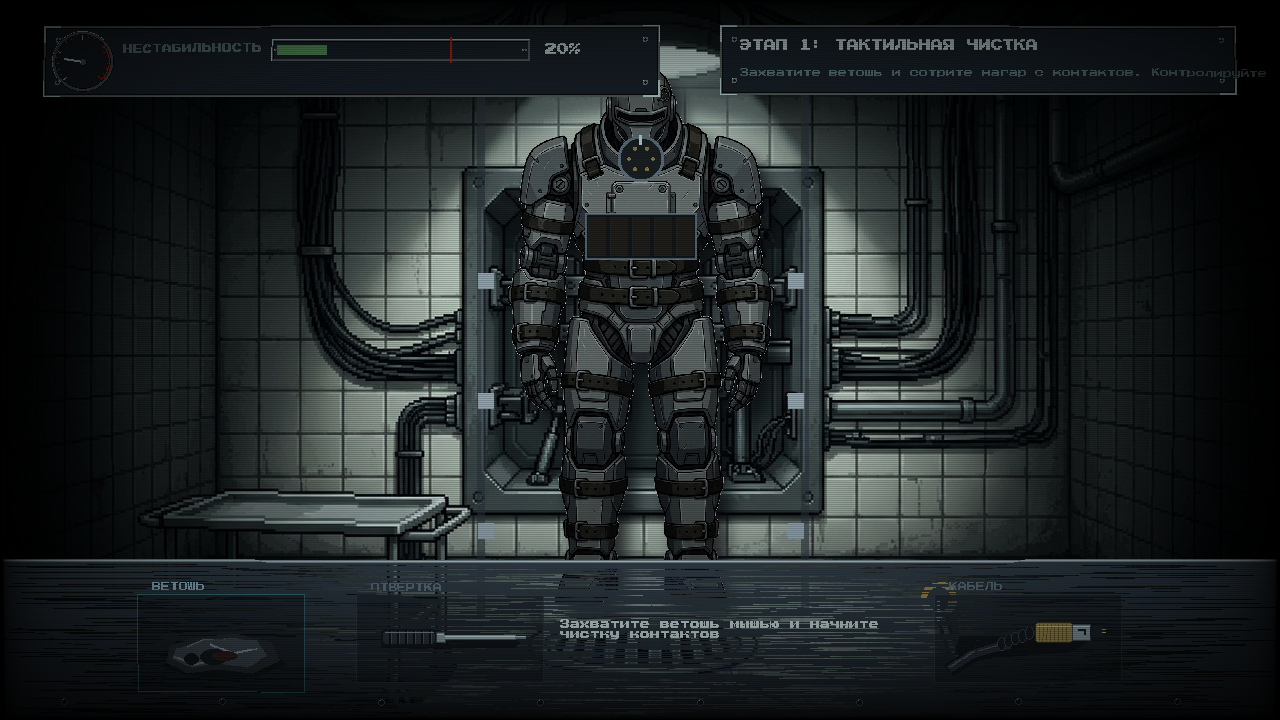 НЕСТАБИЛЬНОСТЬ
20%
ЭТАП 1: ТАКТИЛЬНАЯ ЧИСТКА
Захватите ветошь и сотрите нагар с контактов. Контролируйте
ВЕТОШЬ
ОТВЕРТКА
КАБЕЛЬ
Захватите ветошь мышью и начните
чистку контактов